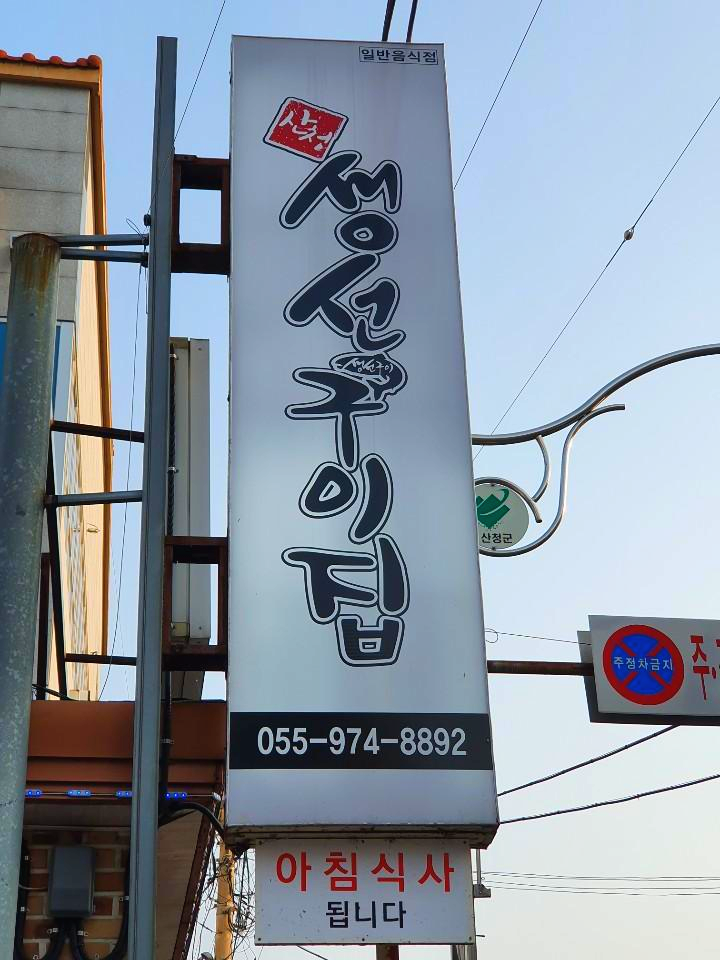 일반음식점
산청
생선구이집
생선구이
055-974-8892
아침식사
됩니다
산청군
주정차금지